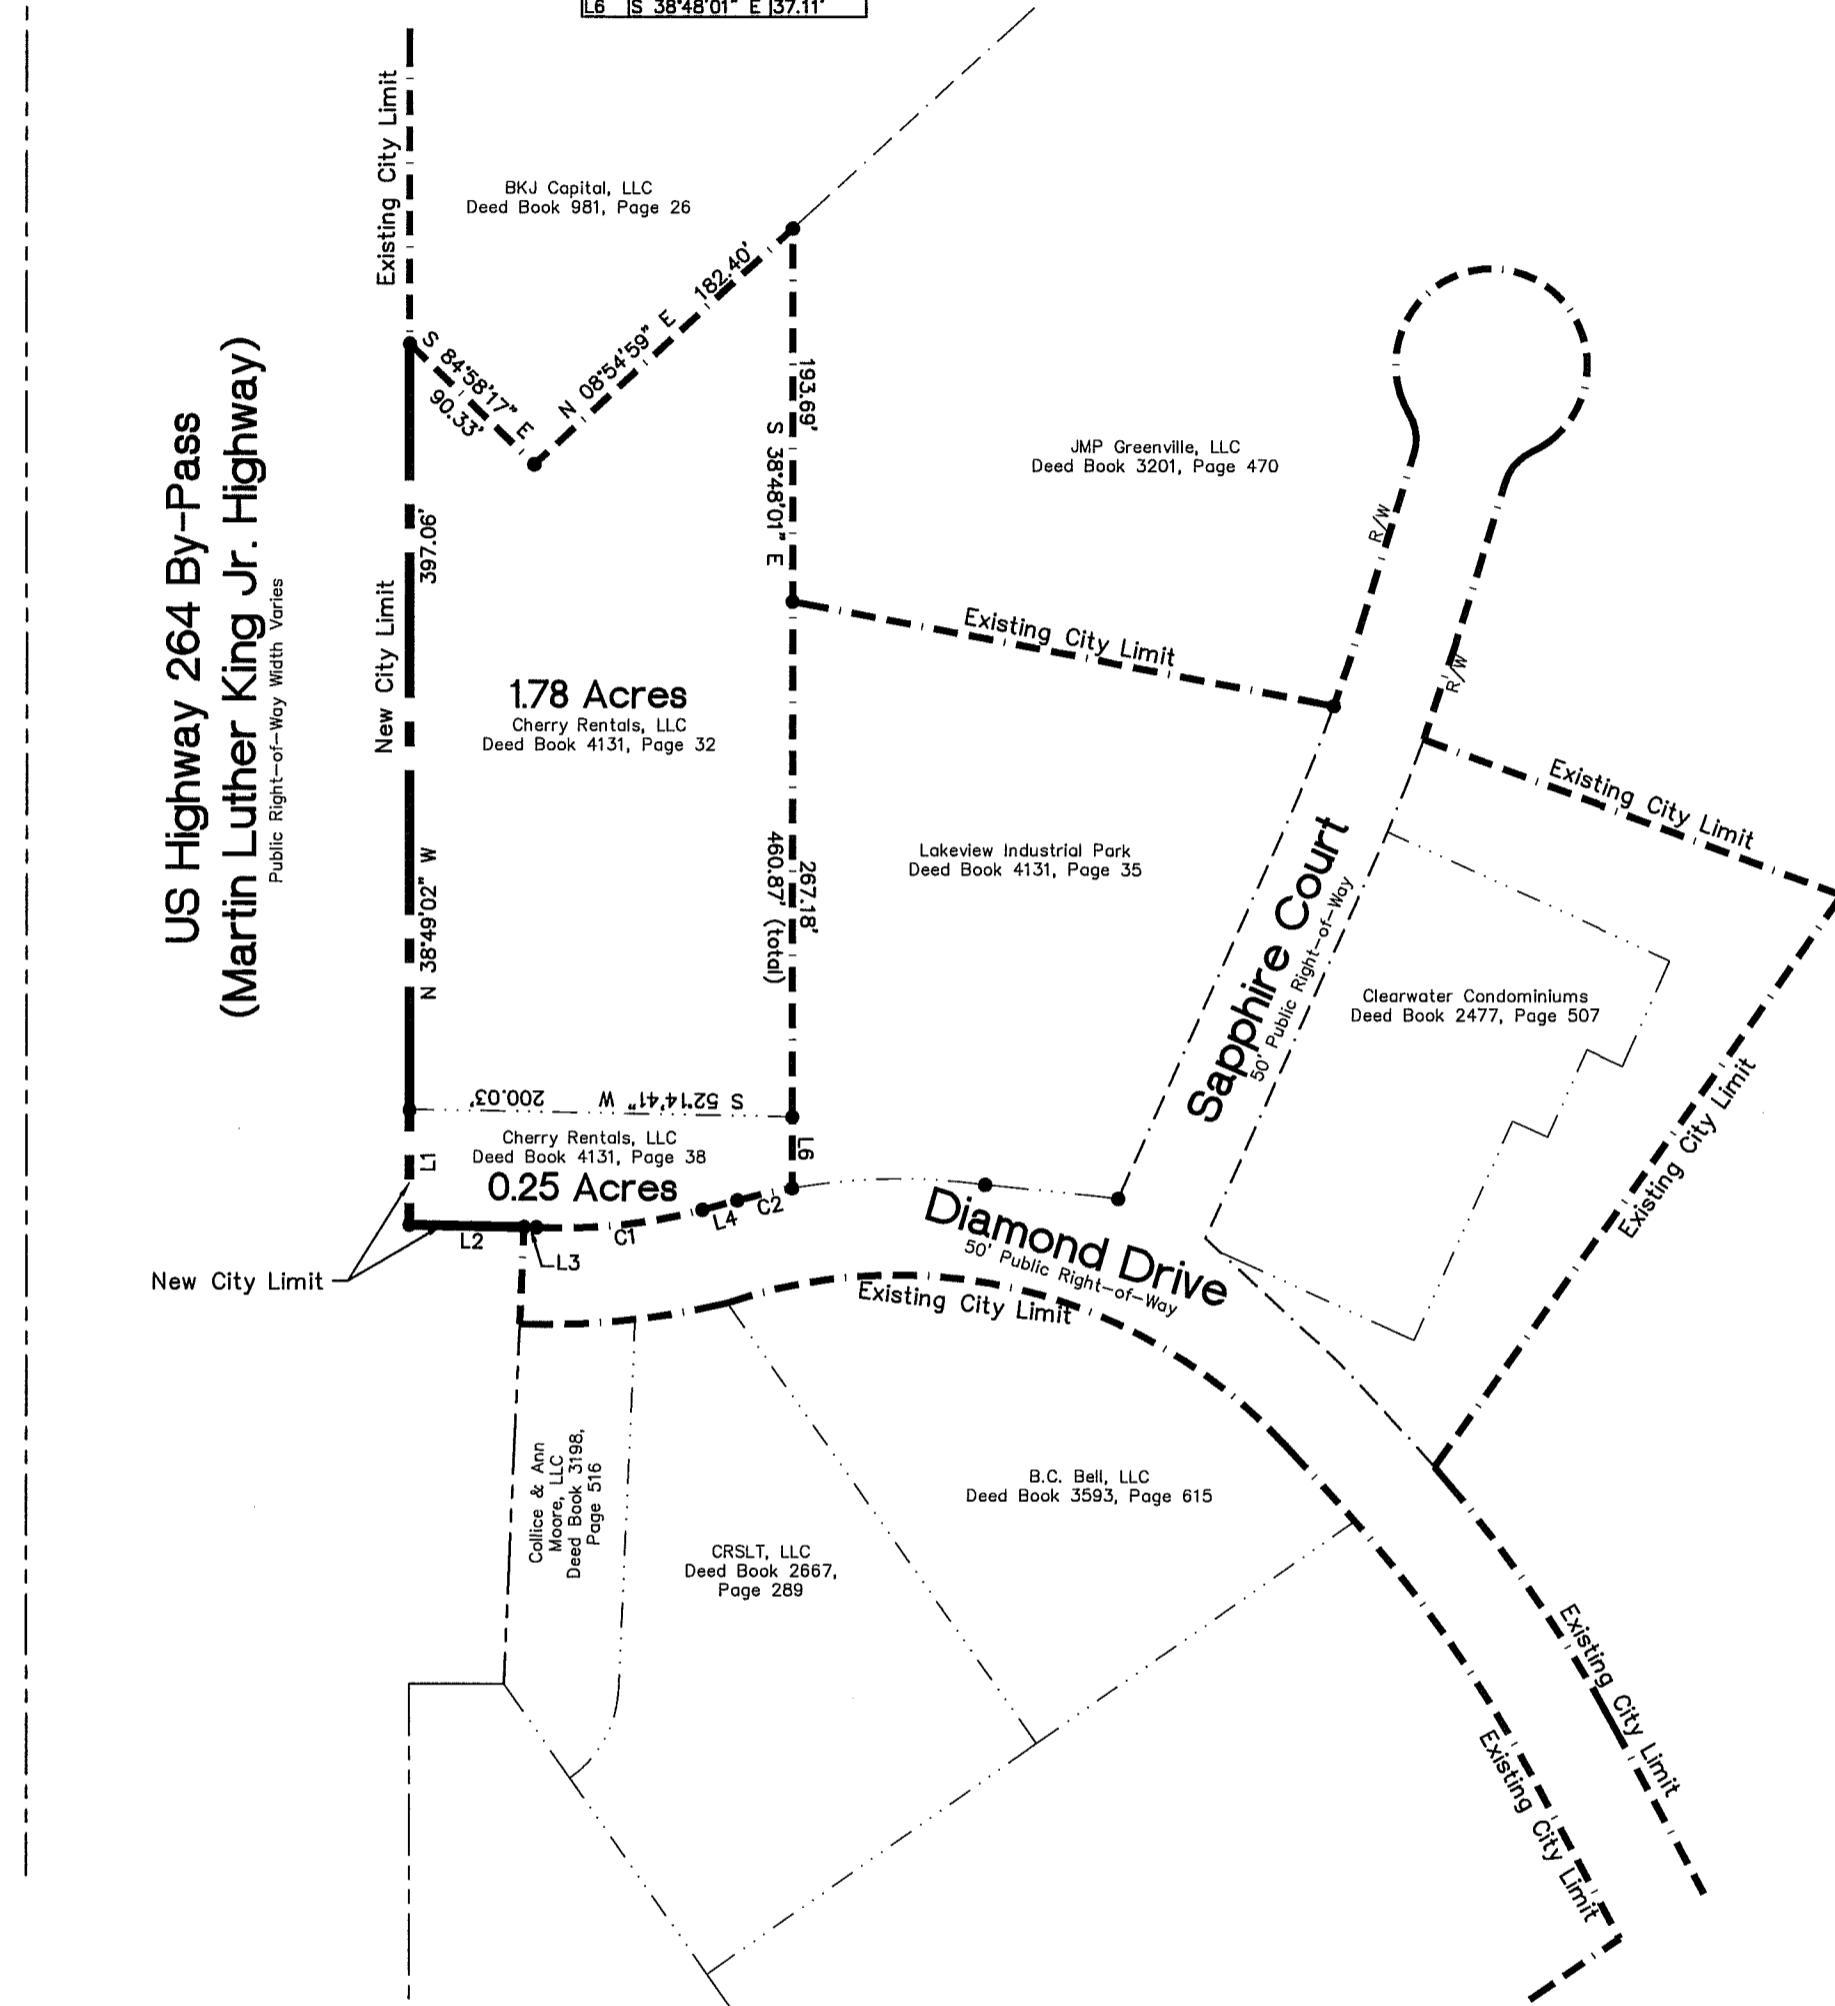 L6 S 38°48'01" E 37.11'
Existing City Limit
BKJ Capital, LLC
Deed Book 981, Page 26
S 84°58'17" E
90.33'
N 08°54'59" E 182.40'
193.69'
S 38°48'01" E
US Highway 264 By-Pass
(Martin Luther King Jr. Highway)
Public Right-of-Way Width Varies
New City Limit
N 38°49'02" W
397.06'
1.78 Acres
Cherry Rentals, LLC
Deed Book 4131, Page 32
267.18'
460.87' (total)
JMP Greenville, LLC
Deed Book 3201, Page 470
R/W
R/W
Existing City Limit
Existing City Limit
Lakeview Industrial Park
Deed Book 4131, Page 35
Sapphire Court
50' Public Right-of-Way
Clearwater Condominiums
Deed Book 2477, Page 507
Existing City Limit
S 52°14'41" W 200.03'
Cherry Rentals, LLC
Deed Book 4131, Page 38
0.25 Acres
L1
L6
L2
L3
C1
L4
C2
New City Limit
Diamond Drive
50' Public Right-of-Way
Existing City Limit
Collice & Ann
Moore, LLC
Deed Book 3198,
Page 516
CRSLT, LLC
Deed Book 2667,
Page 289
B.C. Bell, LLC
Deed Book 3593, Page 615
Existing City Limit
Existing City Limit